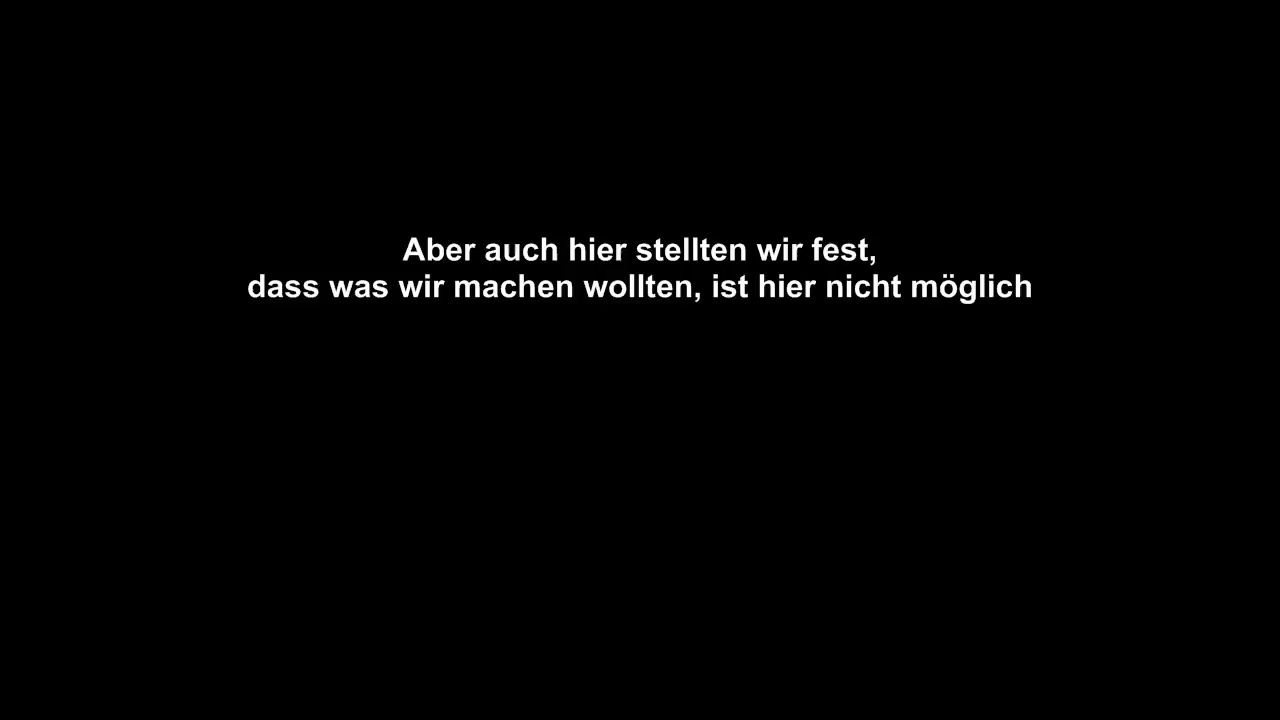 Aber auch hier stellten wir fest,
dass was wir machen wollten, ist hier nicht möglich